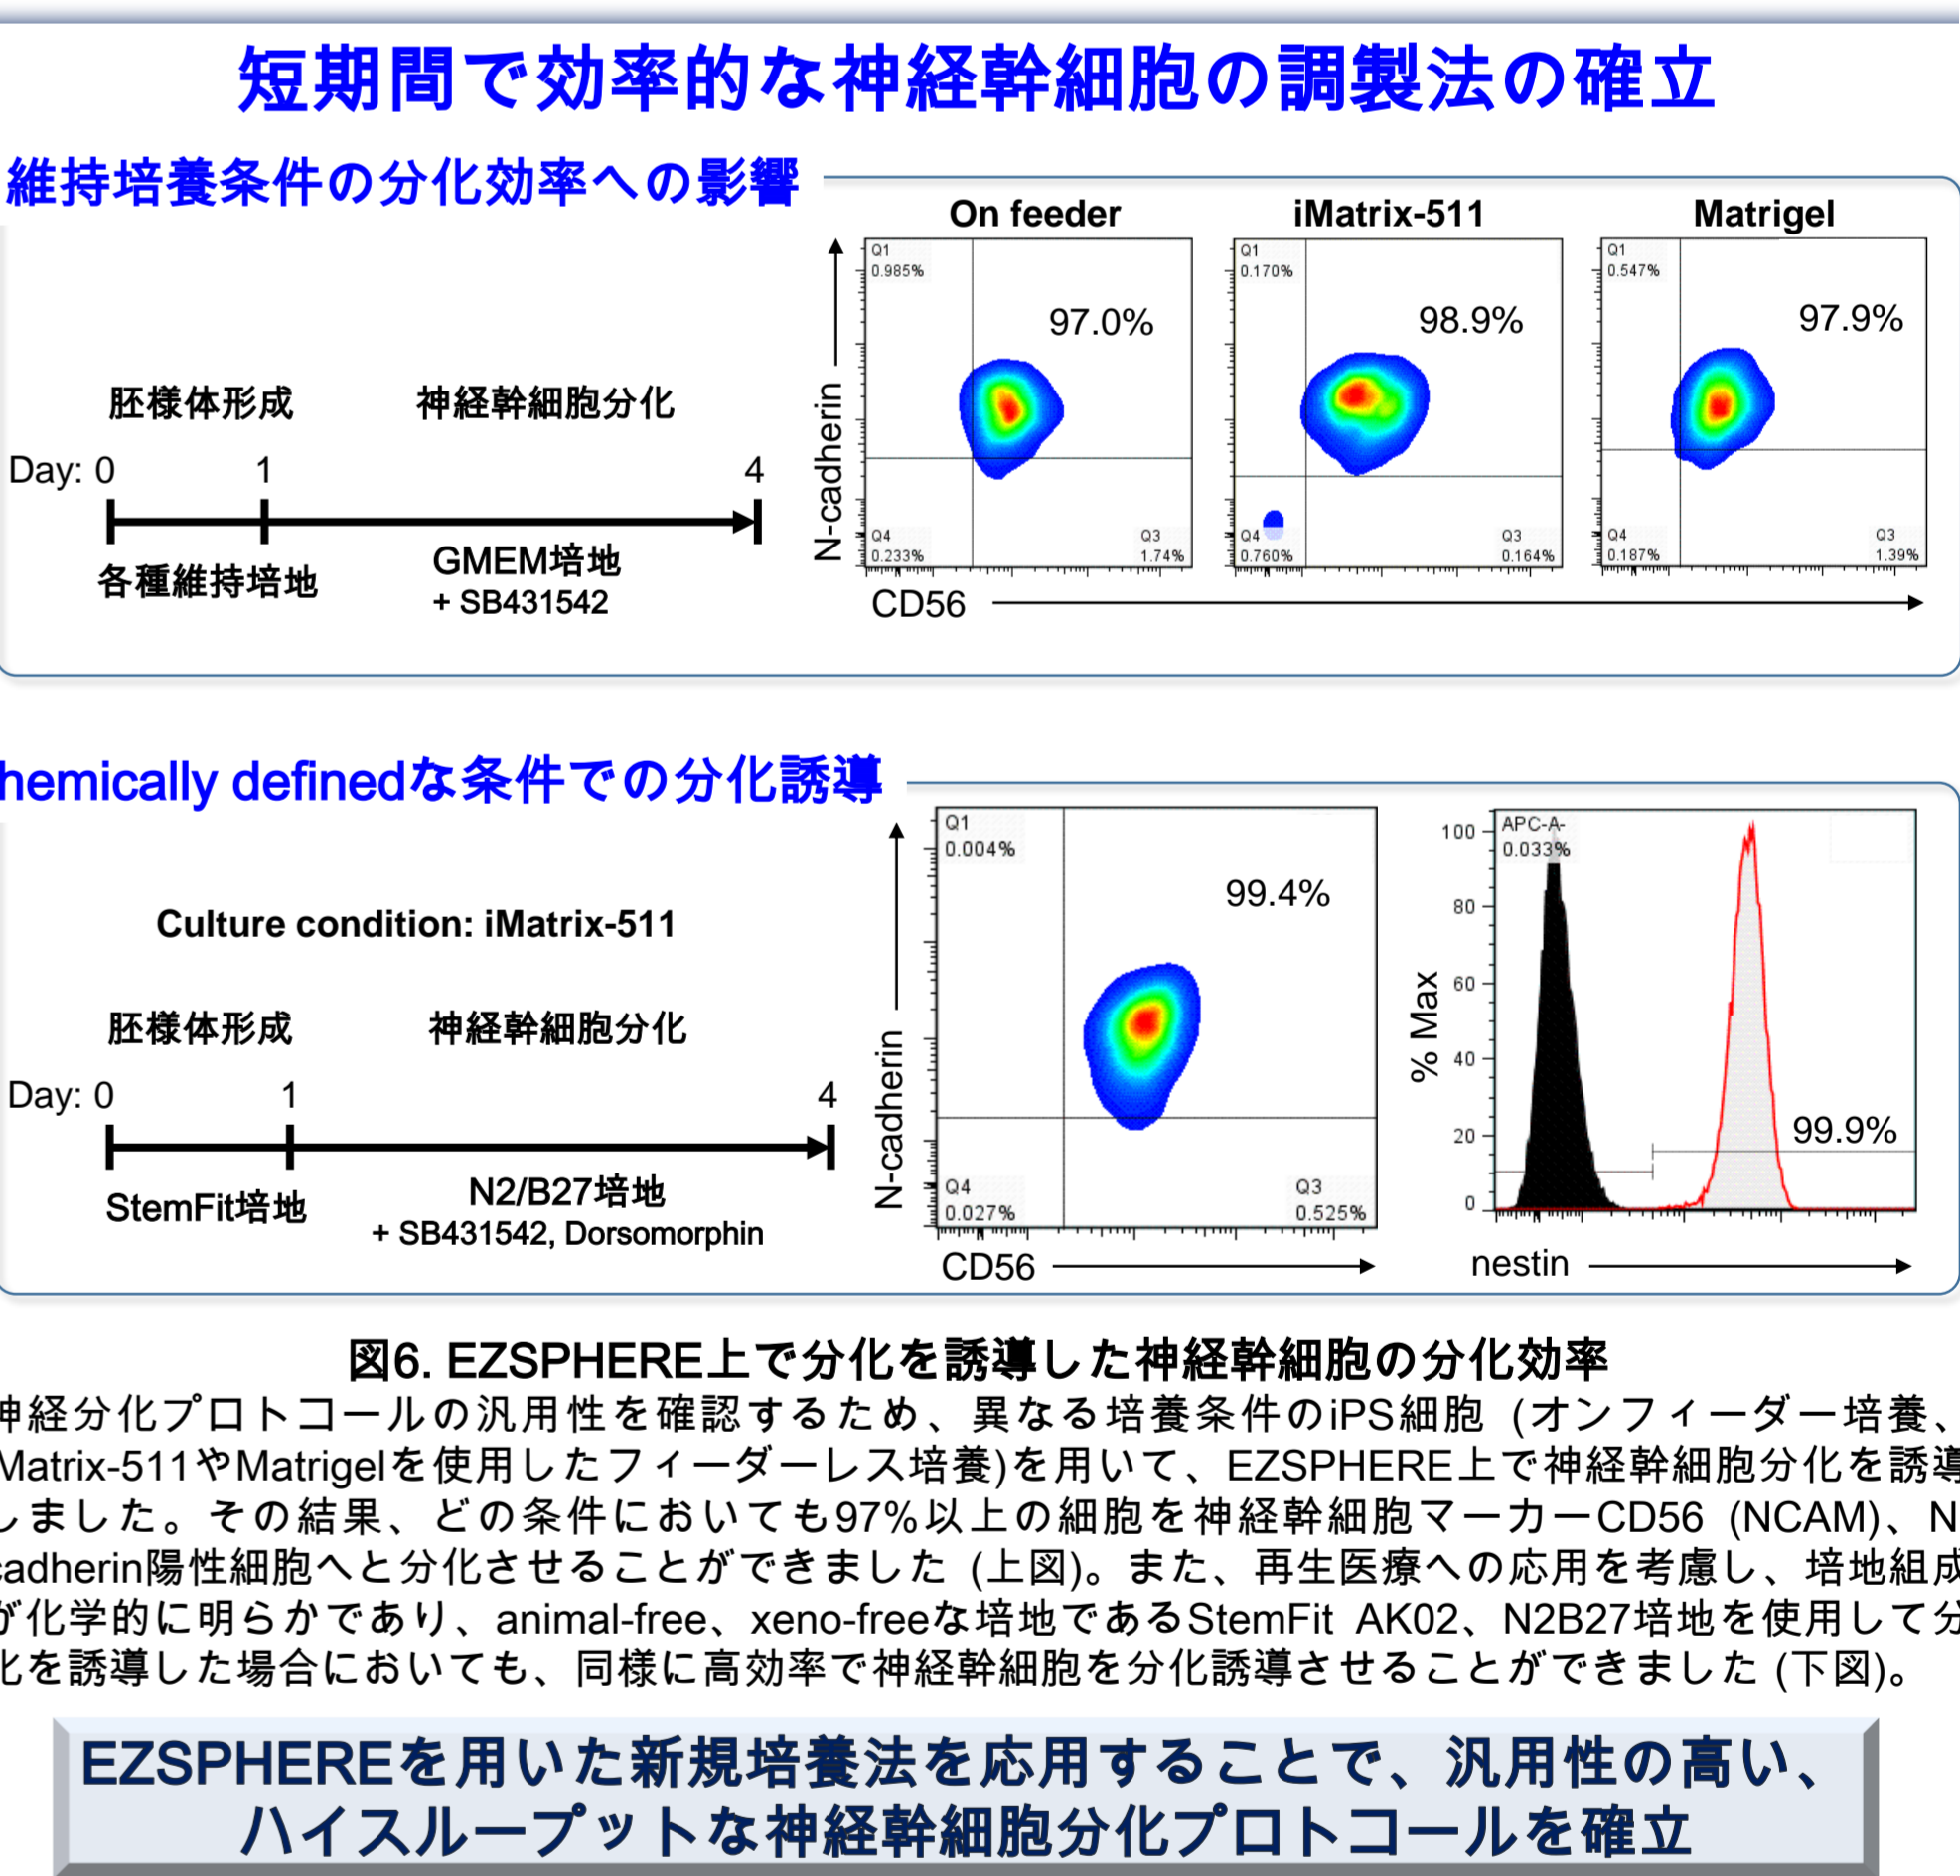 短期間で効率的な神経幹細胞の調製法の確立
維持培養条件の分化効率への影響
On feeder
iMatrix-511
Matrigel
Q1
0.985%
97.0%
Q4
0.233%
Q3
1.74%
Q1
0.170%
98.9%
Q4
0.760%
Q3
0.164%
Q1
0.547%
97.9%
Q4
0.187%
Q3
1.39%
N-cadherin
CD56
胚様体形成
神経幹細胞分化
Day: 0 1 4
各種維持培地
GMEM培地
+ SB431542
hemically definedな条件での分化誘導
Culture condition: iMatrix-511
胚様体形成
神経幹細胞分化
Day: 0 1 4
StemFit培地
N2/B27培地
+ SB431542, Dorsomorphin
Q1
0.004%
99.4%
Q4
0.027%
Q3
0.525%
N-cadherin
CD56
APC-A-
0.033%
100
80
60
40
20
0
% Max
99.9%
nestin
図6. EZSPHERE上で分化を誘導した神経幹細胞の分化効率
神経分化プロトコールの汎用性を確認するため、異なる培養条件のiPS細胞 (オンフィーダー培養、
Matrix-511やMatrigelを使用したフィーダーレス培養)を用いて、EZSPHERE上で神経幹細胞分化を誘導
しました。その結果、どの条件においても97%以上の細胞を神経幹細胞マーカーCD56 (NCAM)、N
cadherin陽性細胞へと分化させることができました (上図)。また、再生医療への応用を考慮し、培地組成
が化学的に明らかであり、animal-free、xeno-freeな培地であるStemFit AK02、N2B27培地を使用して分
化を誘導した場合においても、同様に高効率で神経幹細胞を分化誘導させることができました (下図)。
EZSPHEREを用いた新規培養法を応用することで、汎用性の高い、
ハイスループットな神経幹細胞分化プロトコールを確立